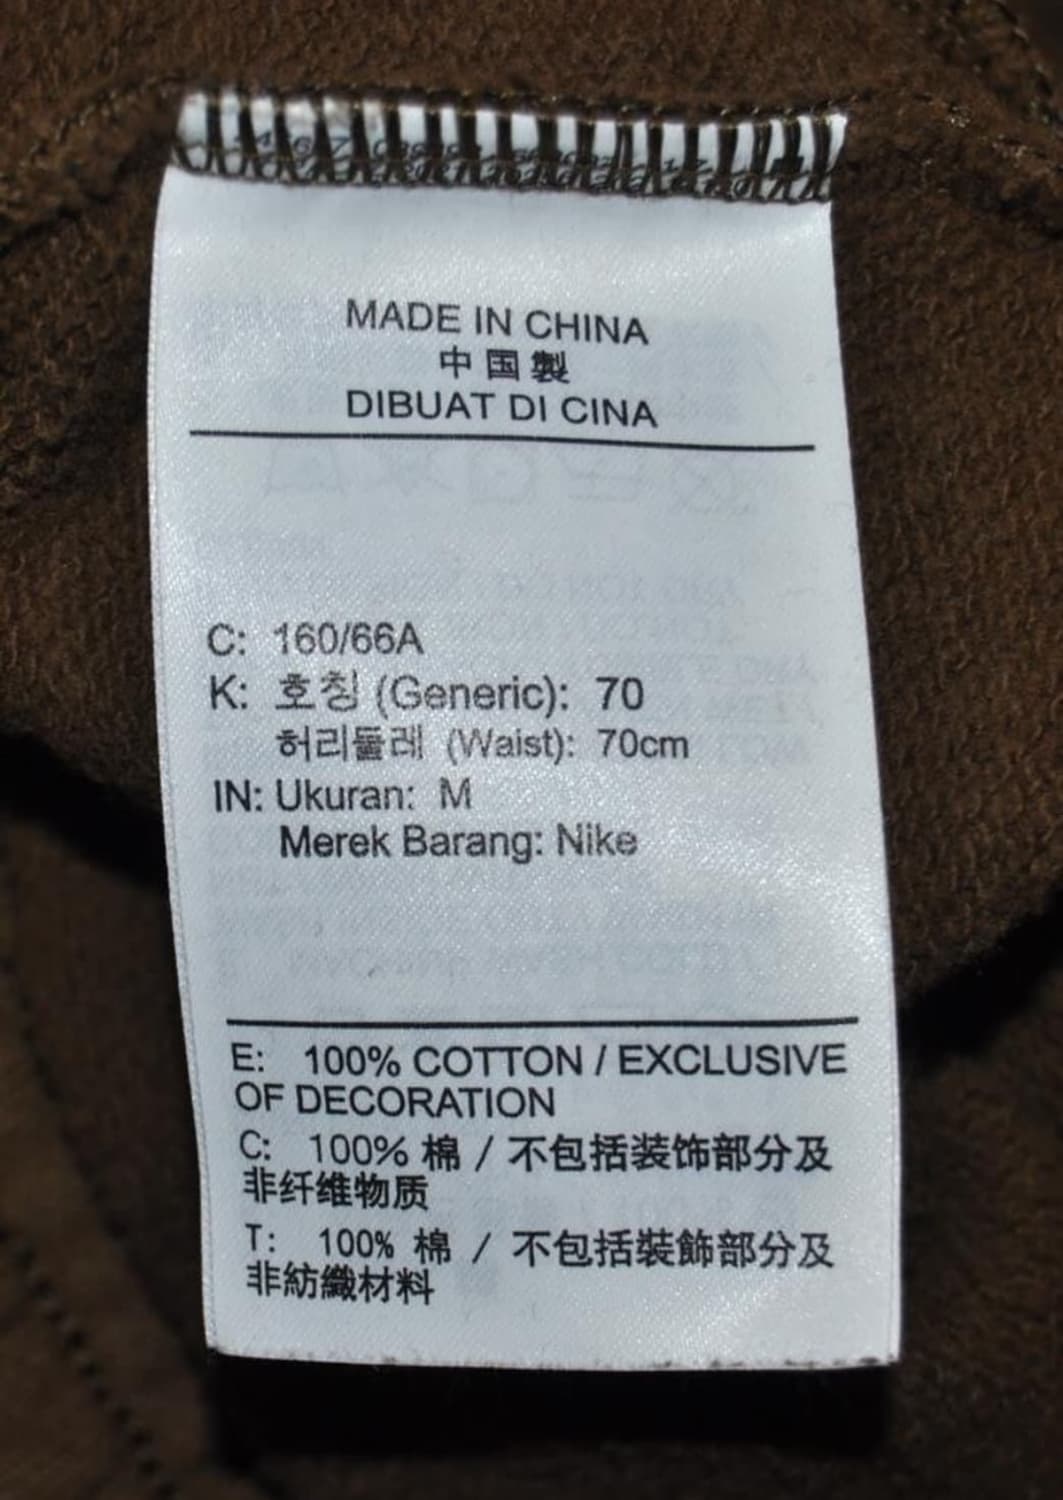 MADE IN CHINA
中国製
DIBUAT DI CINA
C: 160/66A
K: 호칭 (Generic): 70
허리둘레 (Waist): 70cm
IN: Ukuran: M
Merek Barang: Nike
E: 100% COTTON / EXCLUSIVE
OF DECORATION
C: 100% 棉 / 不包括装饰部分及
非纤维物质
T: 100% 棉 / 不包括裝飾部分及
非紡織材料